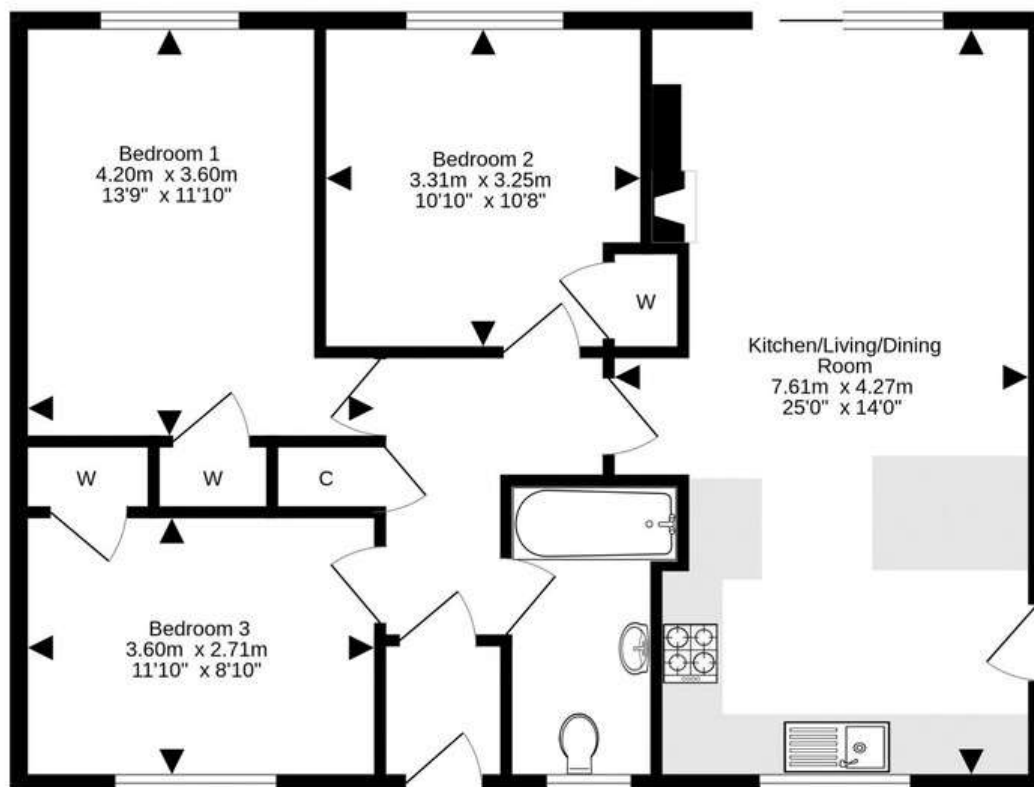 Bedroom 1
4.20m x 3.60m
13'9" x 11'10"
Bedroom 2
3.31m x 3.25m
10'10" x 10'8"
W
Kitchen/Living/Dining
Room
7.61m x 4.27m
25'0" x 14'0"
W
W
C
Bedroom 3
3.60m x 2.71m
11'10" x 8'10"